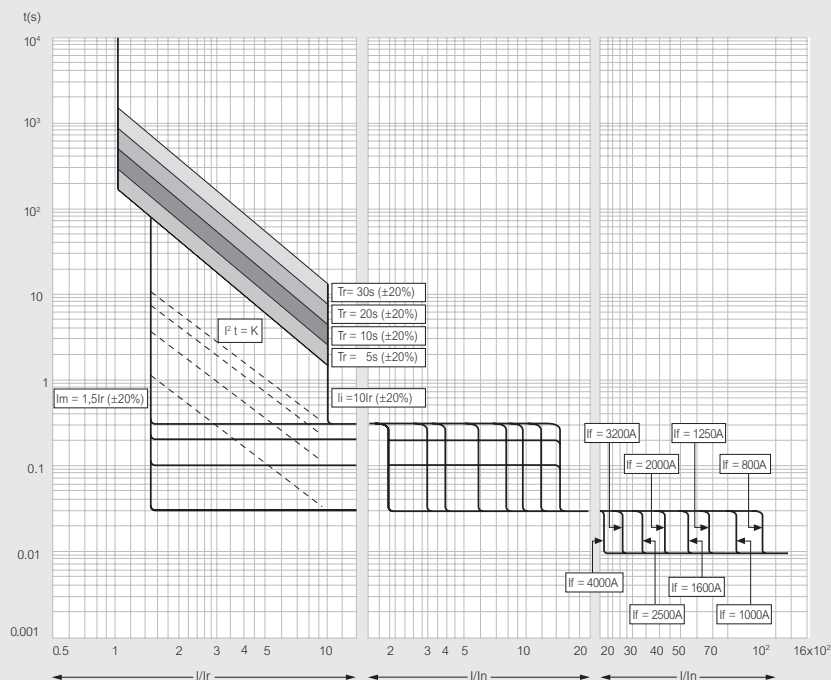 t(s)
10⁴
10³
10²
10
1
0.1
0.01
0.001
Tr= 30s (±20%)
Tr = 20s (±20%)
Tr = 10s (±20%)
Tr = 5s (±20%)
I² t = K
Im = 1,5Ir (±20%)
Ii =10Ir (±20%)
If = 3200A
If = 1250A
If = 2000A
If = 800A
If = 4000A
If = 1600A
If = 2500A
If = 1000A
0.5 1 2 3 4 5 10
2 3 4 5 10 20
20 30 40 50 70 10² 16x10²
I/Ir
I/In
I/In